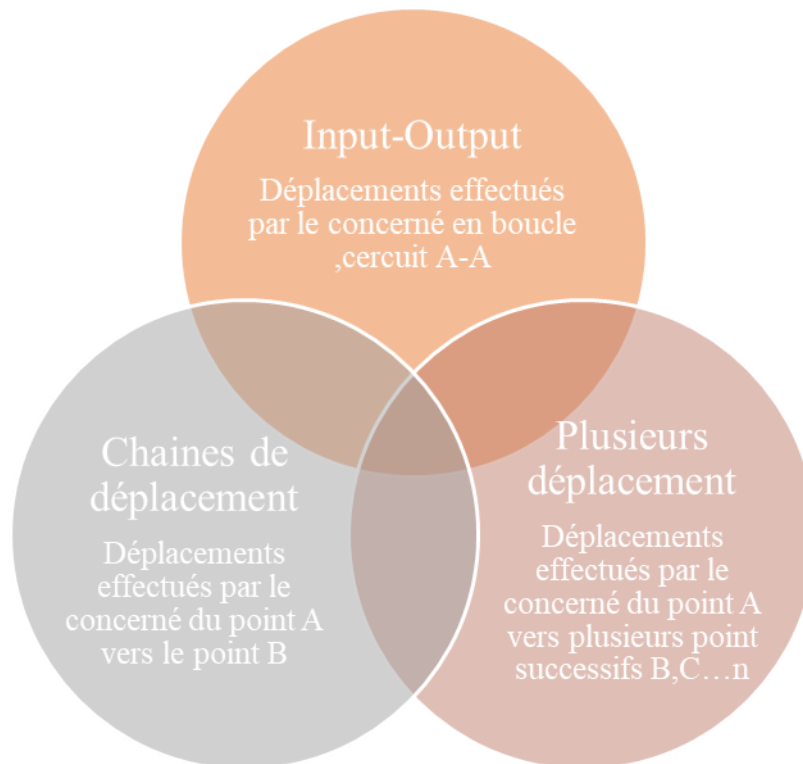 Input-Output
Déplacements effectués
par le concerné en boucle
,cercuit A-A
Chaines de
déplacement
Déplacements
effectués par le
concerné du point A
vers le point B
Plusieurs
déplacement
Déplacements
effectués par le
concerné du point A
vers plusieurs point
successifs B,C…n